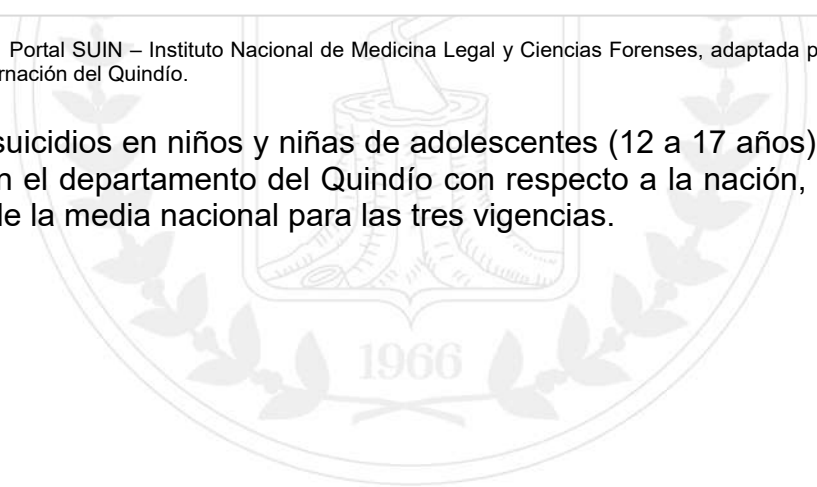 Portal SUIN – Instituto Nacional de Medicina Legal y Ciencias Forenses, adaptada p
rnación del Quindío.
suicidios en niños y niñas de adolescentes (12 a 17 años)
n el departamento del Quindío con respecto a la nación,
de la media nacional para las tres vigencias.
1966